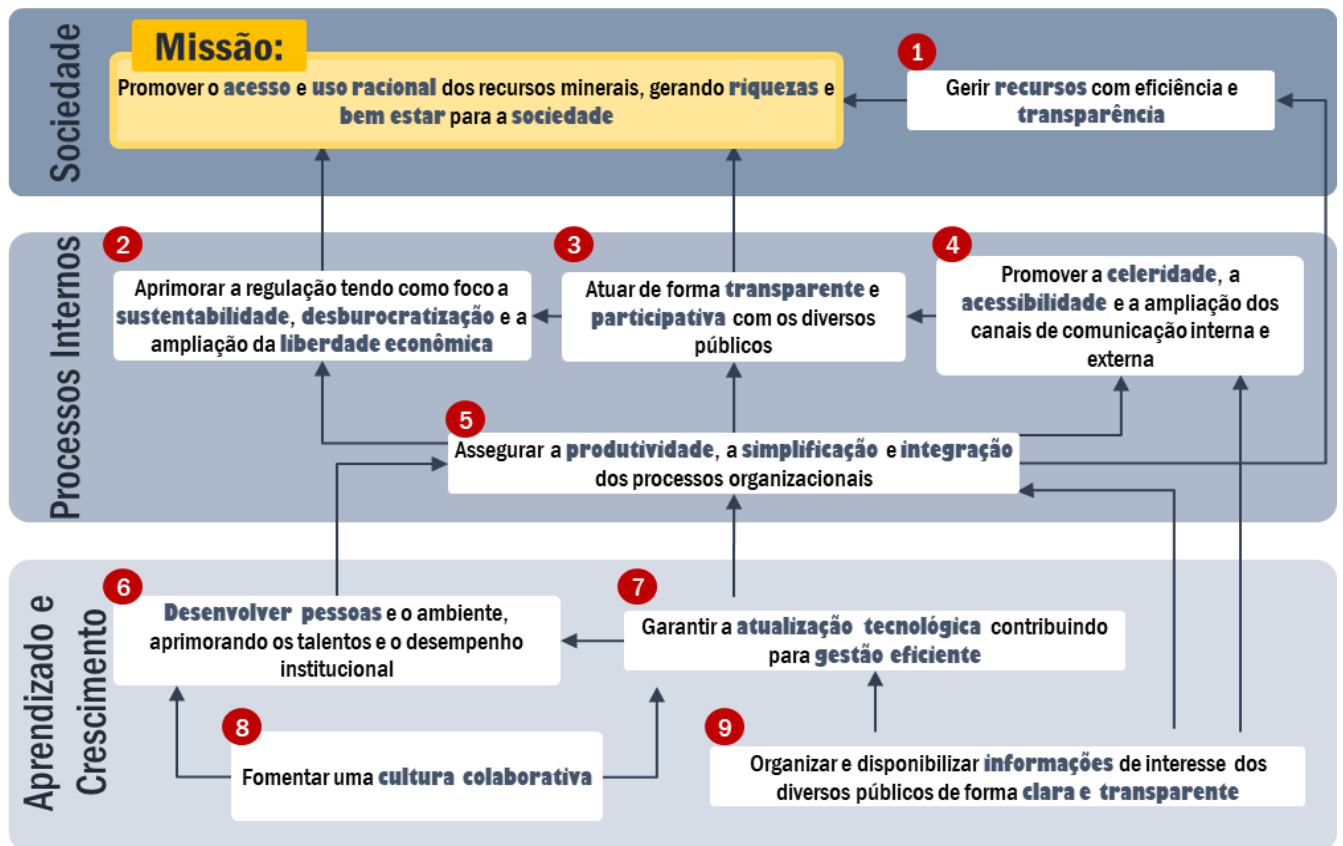 Sociedade
Missão:
Promover o acesso e uso racional dos recursos minerais, gerando riquezas e
bem estar para a sociedade
1
Gerir recursos com eficiência e
transparência
Processos Internos
2
Aprimorar a regulação tendo como foco a
sustentabilidade, desburocratização e a
ampliação da liberdade econômica
3
Atuar de forma transparente e
participativa com os diversos
públicos
4
Promover a celeridade, a
acessibilidade e a ampliação dos
canais de comunicação interna e
externa
5
Assegurar a produtividade, a simplificação e integração
dos processos organizacionais
Aprendizado e
Crescimento
6
Desenvolver pessoas e o ambiente,
aprimorando os talentos e o desempenho
institucional
7
Garantir a atualização tecnológica contribuindo
para gestão eficiente
8
Fomentar uma cultura colaborativa
9
Organizar e disponibilizar informações de interesse dos
diversos públicos de forma clara e transparente